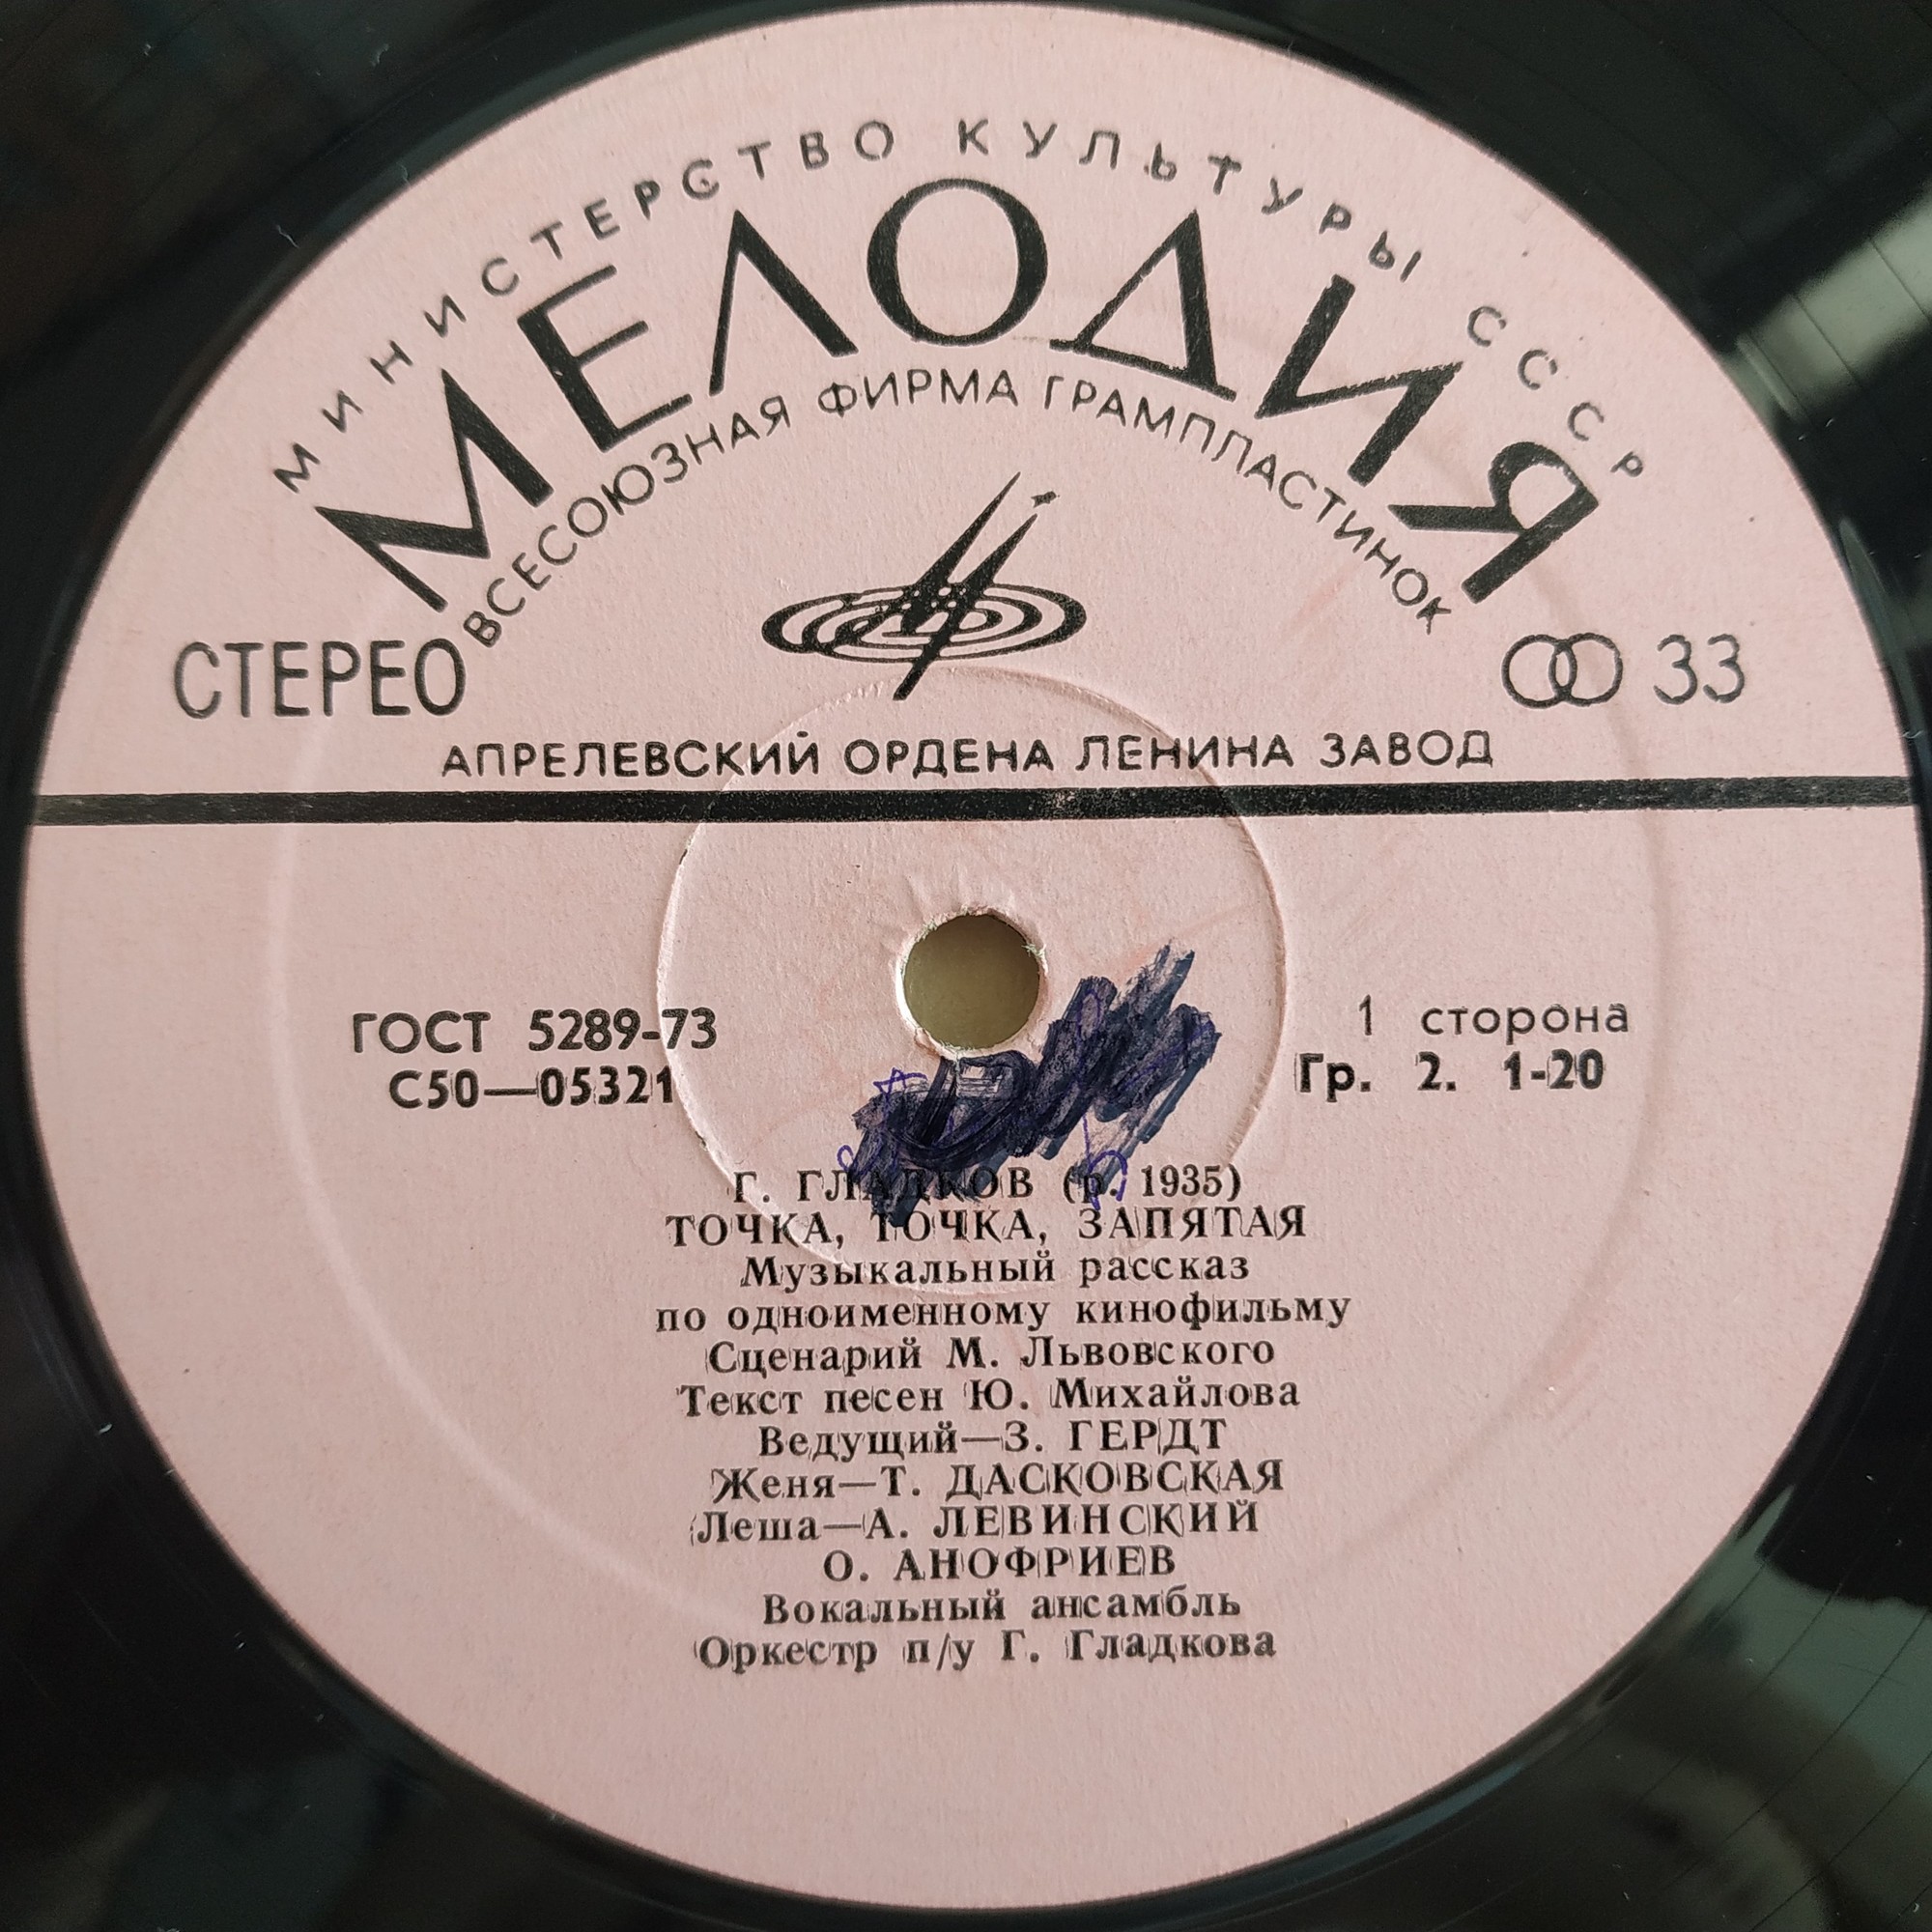 МИНИСТЕРСТВО КУЛЬТУРЫ СССР
МЕЛОДИЯ
ВСЕСОЮЗНАЯ ФИРМА ГРАМПЛАСТИНОК
СТЕРЕО
33
АПРЕЛЕВСКИЙ ОРДЕНА ЛЕНИНА ЗАВОД
ГОСТ 5289-73
С50—05321
1 сторона
Гр. 2. 1-20
Г. ГЛАДКОВ (р. 1935)
ТОЧКА, ТОЧКА, ЗАПЯТАЯ
Музыкальный рассказ
по одноименному кинофильму
Сценарий М. Львовского
Текст песен Ю. Михайлова
Ведущий—З. ГЕРДТ
Женя—Т. ДАСКОВСКАЯ
Леша—А. ЛЕВИНСКИЙ
О. АНОФРИЕВ
Вокальный ансамбль
Оркестр п/у Г. Гладкова